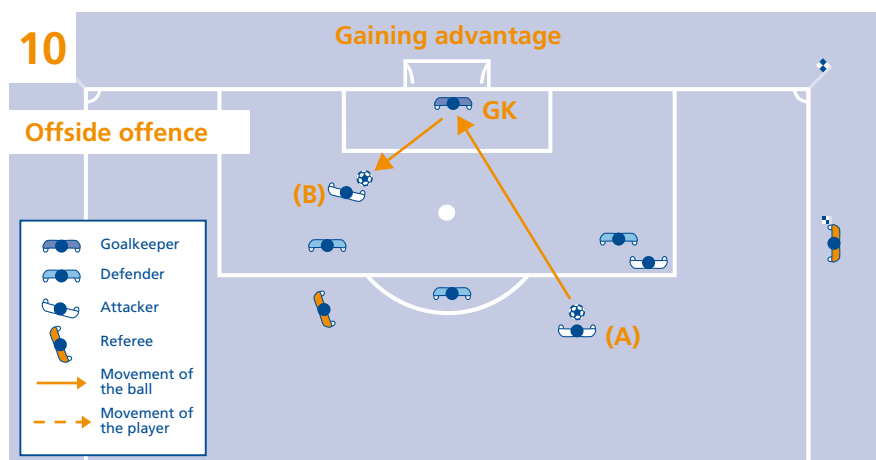 10
Gaining advantage
GK
Offside offence
(B)
(A)
Goalkeeper
Defender
Attacker
Referee
Movement of
the ball
Movement of
the player